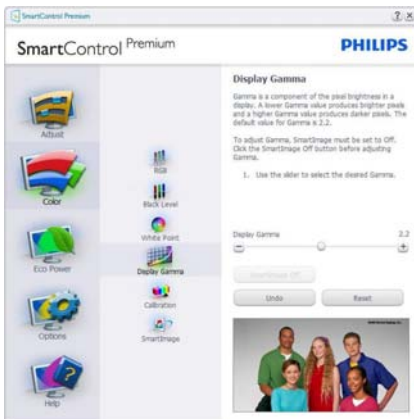 SmartControl Premium
SmartControl Premium
PHILIPS
Adjust
Color
Eco Power
Options
Help
RGB
Black Level
White Point
Display Gamma
Calibration
SmartImage
Display Gamma
Gamma is a component of the pixel brightness in a
display. A lower Gamma value produces brighter pixels
and a higher Gamma value produces darker pixels. The
default value for Gamma is 2.2.
To adjust Gamma, SmartImage must be set to Off.
Click the SmartImage Off button before adjusting
Gamma.
1. Use the slider to select the desired Gamma.
Display Gamma 2.2
SmartImage Off
Undo
Reset